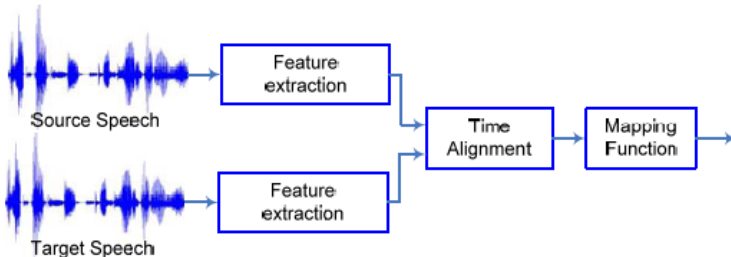 Feature
extraction
Source Speech
Time
Alignment
Mapping
Function
Feature
extraction
Target Speech